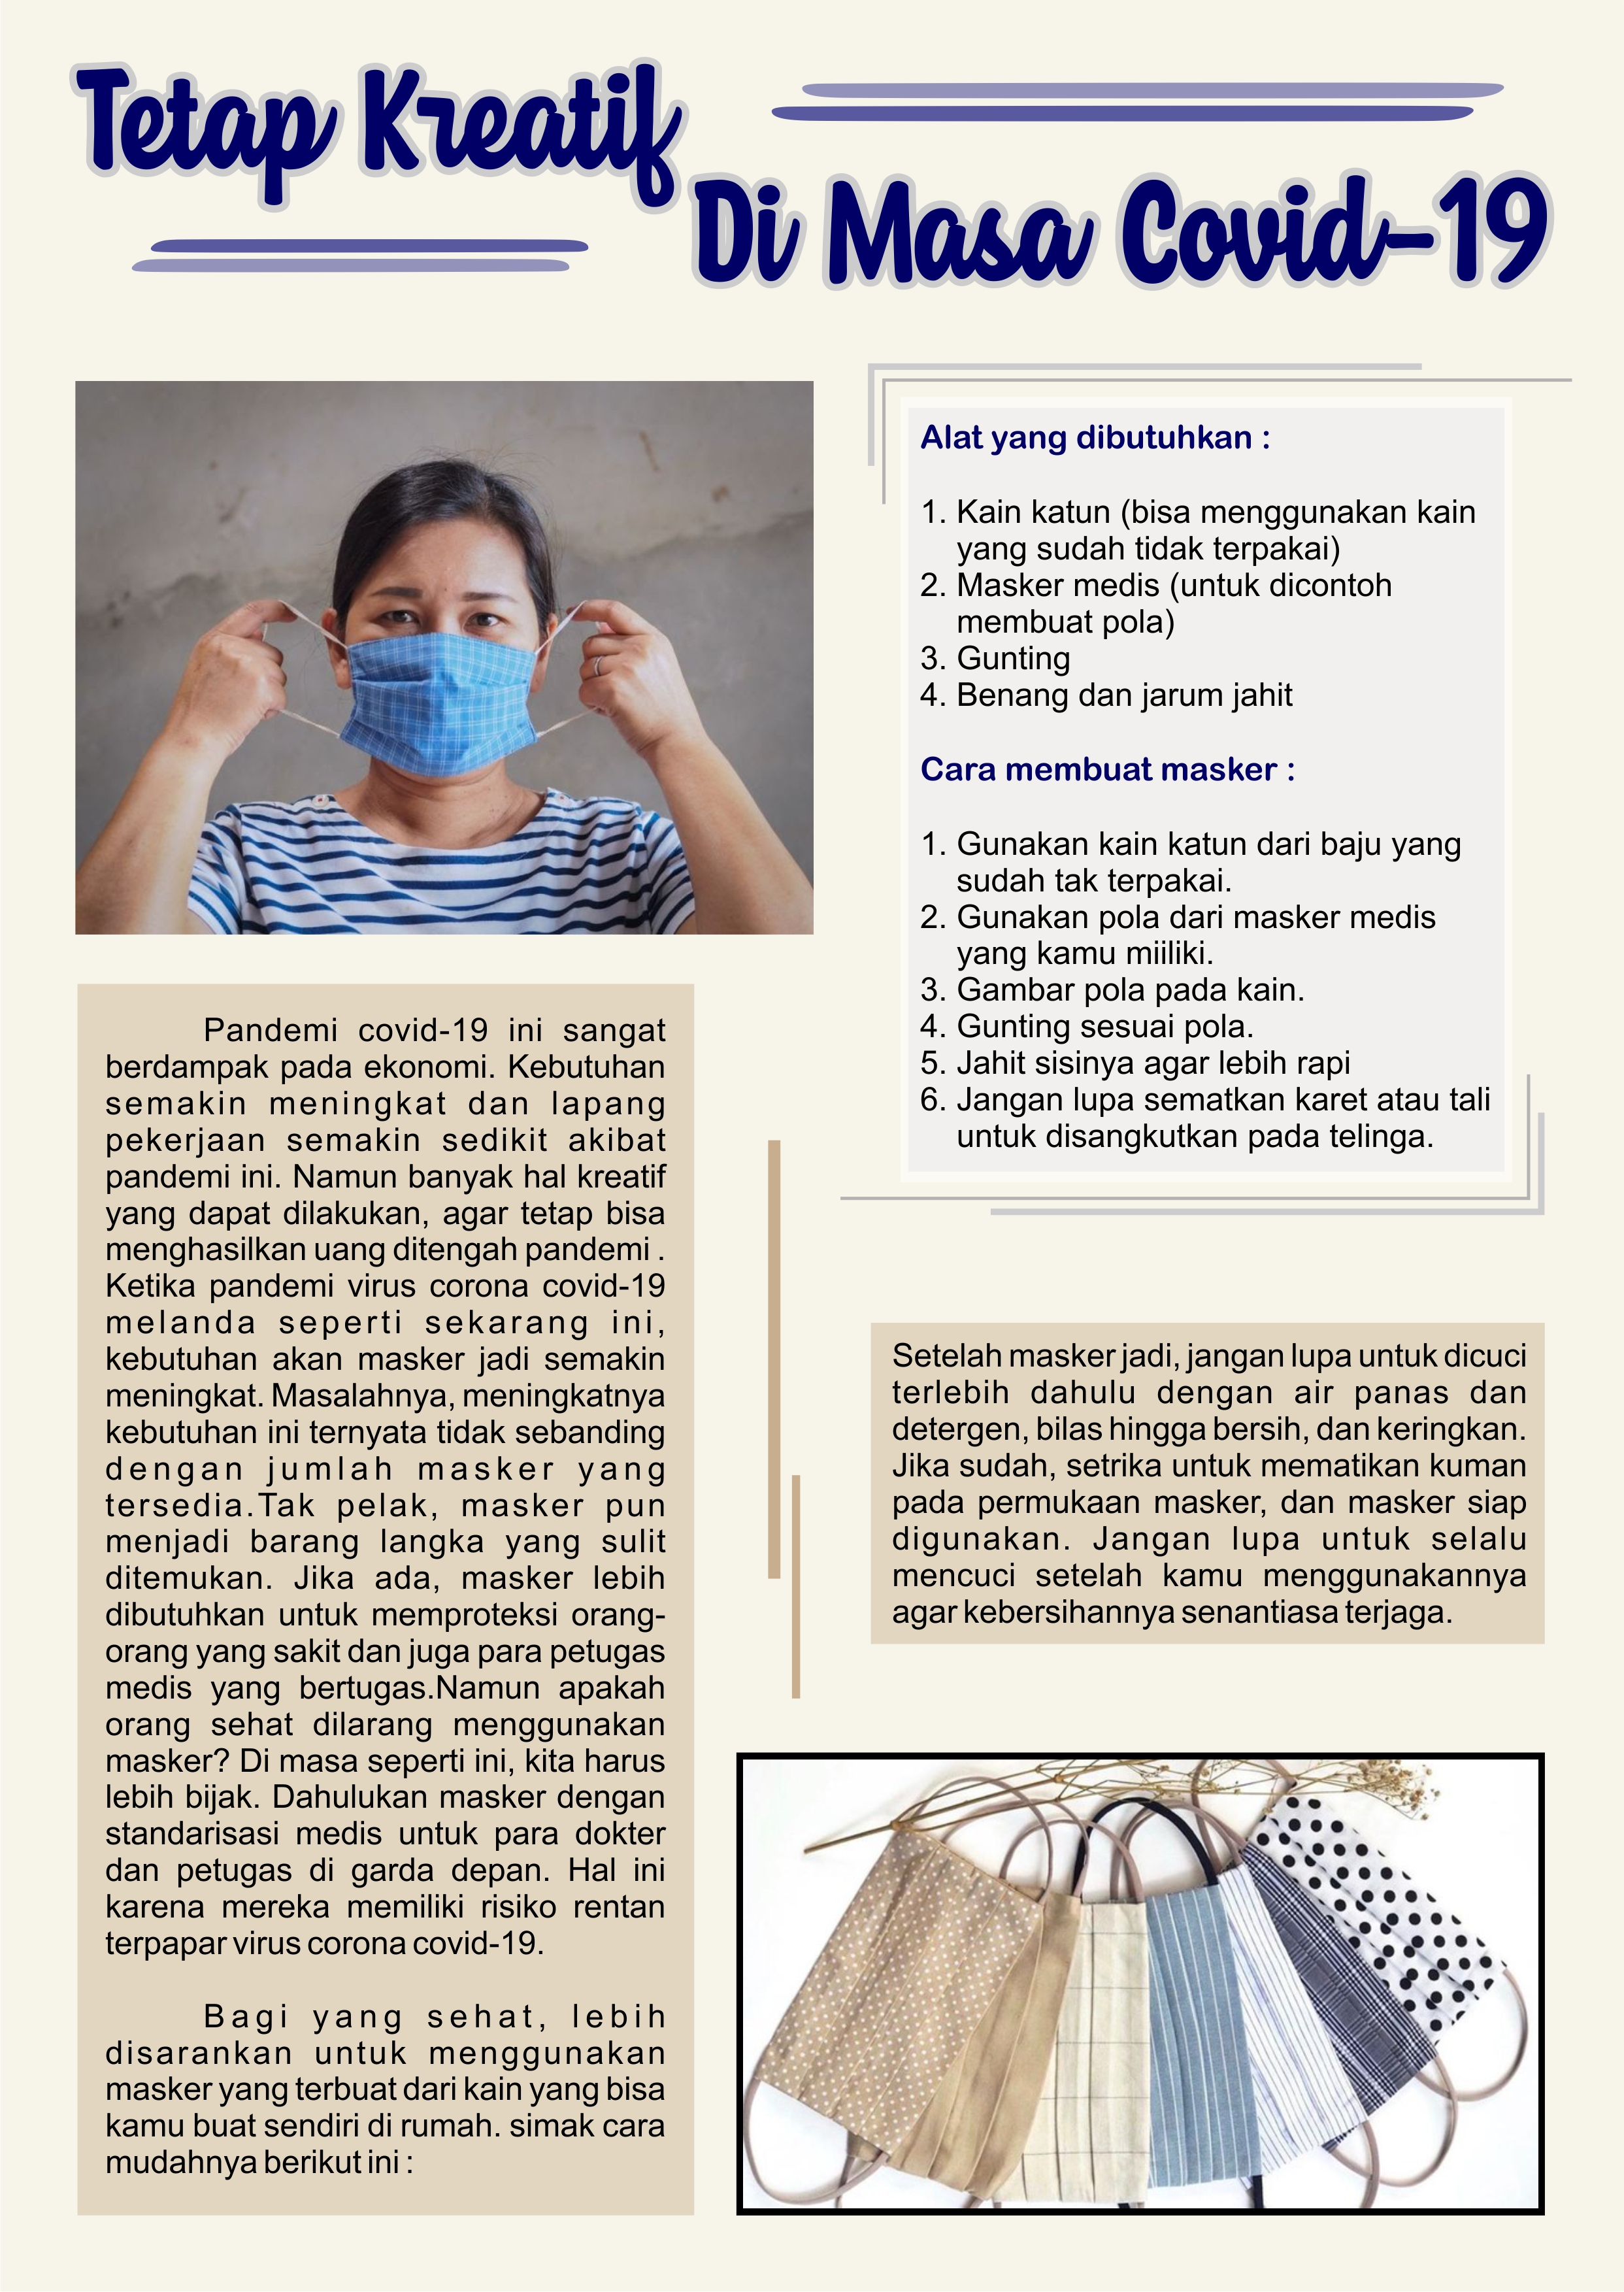 Tetap Kreatif
Di Masa Covid-19
Pandemi covid-19 ini sangat
berdampak pada ekonomi. Kebutuhan
semakin meningkat dan lapang
pekerjaan semakin sedikit akibat
pandemi ini. Namun banyak hal kreatif
yang dapat dilakukan, agar tetap bisa
menghasilkan uang ditengah pandemi .
Ketika pandemi virus corona covid-19
melanda seperti sekarang ini,
kebutuhan akan masker jadi semakin
meningkat. Masalahnya, meningkatnya
kebutuhan ini ternyata tidak sebanding
dengan jumlah masker yang
tersedia.Tak pelak, masker pun
menjadi barang langka yang sulit
ditemukan. Jika ada, masker lebih
dibutuhkan untuk memproteksi orang-
orang yang sakit dan juga para petugas
medis yang bertugas.Namun apakah
orang sehat dilarang menggunakan
masker? Di masa seperti ini, kita harus
lebih bijak. Dahulukan masker dengan
standarisasi medis untuk para dokter
dan petugas di garda depan. Hal ini
karena mereka memiliki risiko rentan
terpapar virus corona covid-19.
Bagi yang sehat, lebih
disarankan untuk menggunakan
masker yang terbuat dari kain yang bisa
kamu buat sendiri di rumah. simak cara
mudahnya berikut ini :
Alat yang dibutuhkan :
1. Kain katun (bisa menggunakan kain
yang sudah tidak terpakai)
2. Masker medis (untuk dicontoh
membuat pola)
3. Gunting
4. Benang dan jarum jahit
Cara membuat masker :
1. Gunakan kain katun dari baju yang
sudah tak terpakai.
2. Gunakan pola dari masker medis
yang kamu miiliki.
3. Gambar pola pada kain.
4. Gunting sesuai pola.
5. Jahit sisinya agar lebih rapi
6. Jangan lupa sematkan karet atau tali
untuk disangkutkan pada telinga.
Setelah masker jadi, jangan lupa untuk dicuci
terlebih dahulu dengan air panas dan
detergen, bilas hingga bersih, dan keringkan.
Jika sudah, setrika untuk mematikan kuman
pada permukaan masker, dan masker siap
digunakan. Jangan lupa untuk selalu
mencuci setelah kamu menggunakannya
agar kebersihannya senantiasa terjaga.